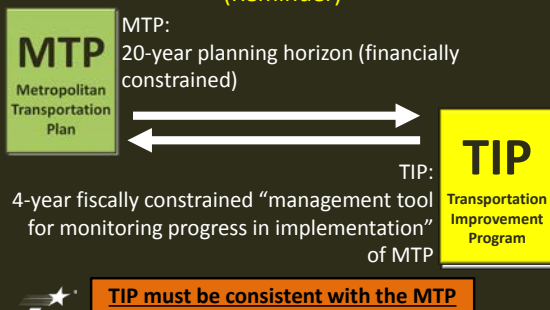 (Reminder)
MTP
Metropolitan
Transportation
Plan
MTP:
20-year planning horizon (financially
constrained)
TIP:
4-year fiscally constrained “management tool
for monitoring progress in implementation”
of MTP
TIP
Transportation
Improvement
Program
TIP must be consistent with the MTP